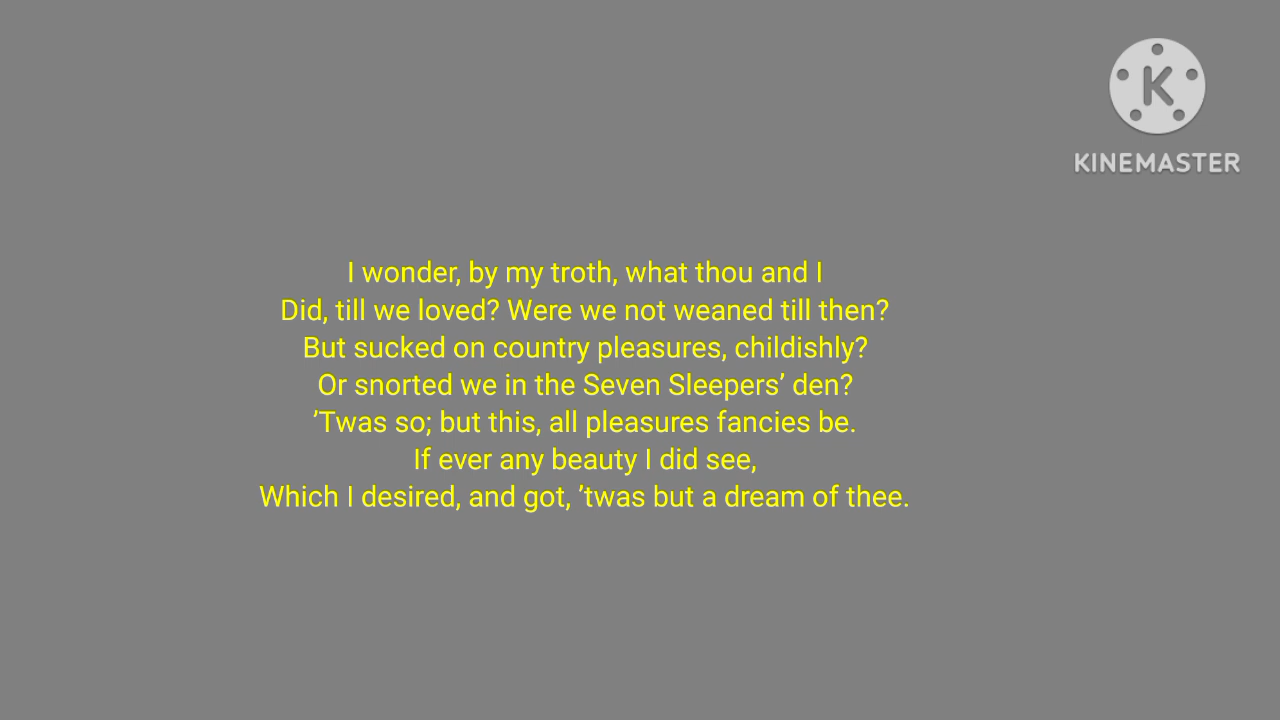 K
KINEMASTER
I wonder, by my troth, what thou and I
Did, till we loved? Were we not weaned till then?
But sucked on country pleasures, childishly?
Or snorted we in the Seven Sleepers’ den?
’Twas so; but this, all pleasures fancies be.
If ever any beauty I did see,
Which I desired, and got, ’twas but a dream of thee.